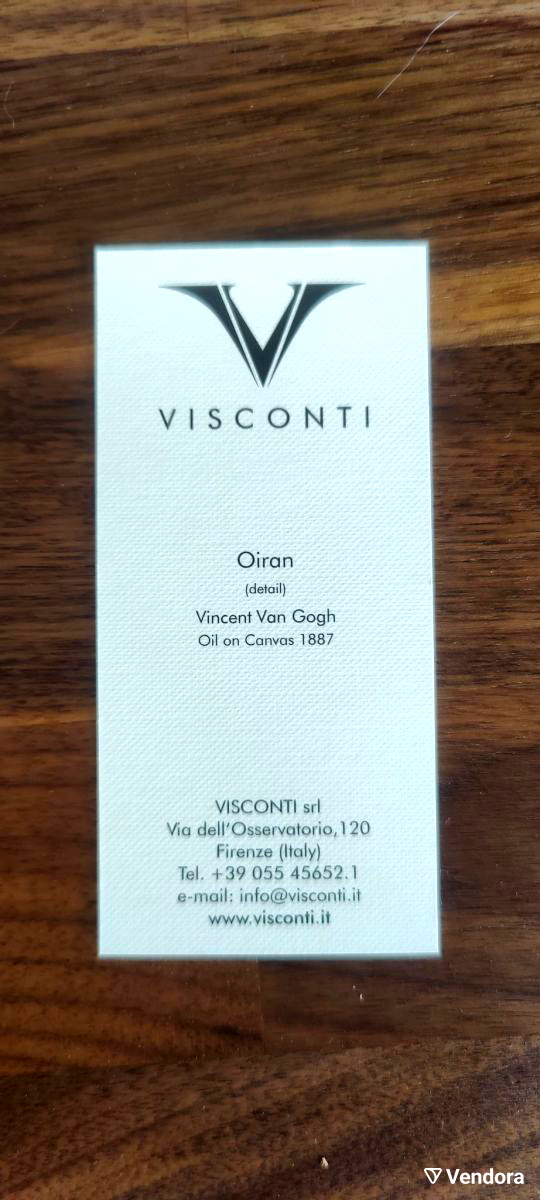 VISCONTI
Oiran
(detail)
Vincent Van Gogh
Oil on Canvas 1887
VISCONTI srl
Via dell'Osservatorio,120
Firenze (Italy)
Tel. +39 055 45652.1
e-mail: info@visconti.it
www.visconti.it
Vendora